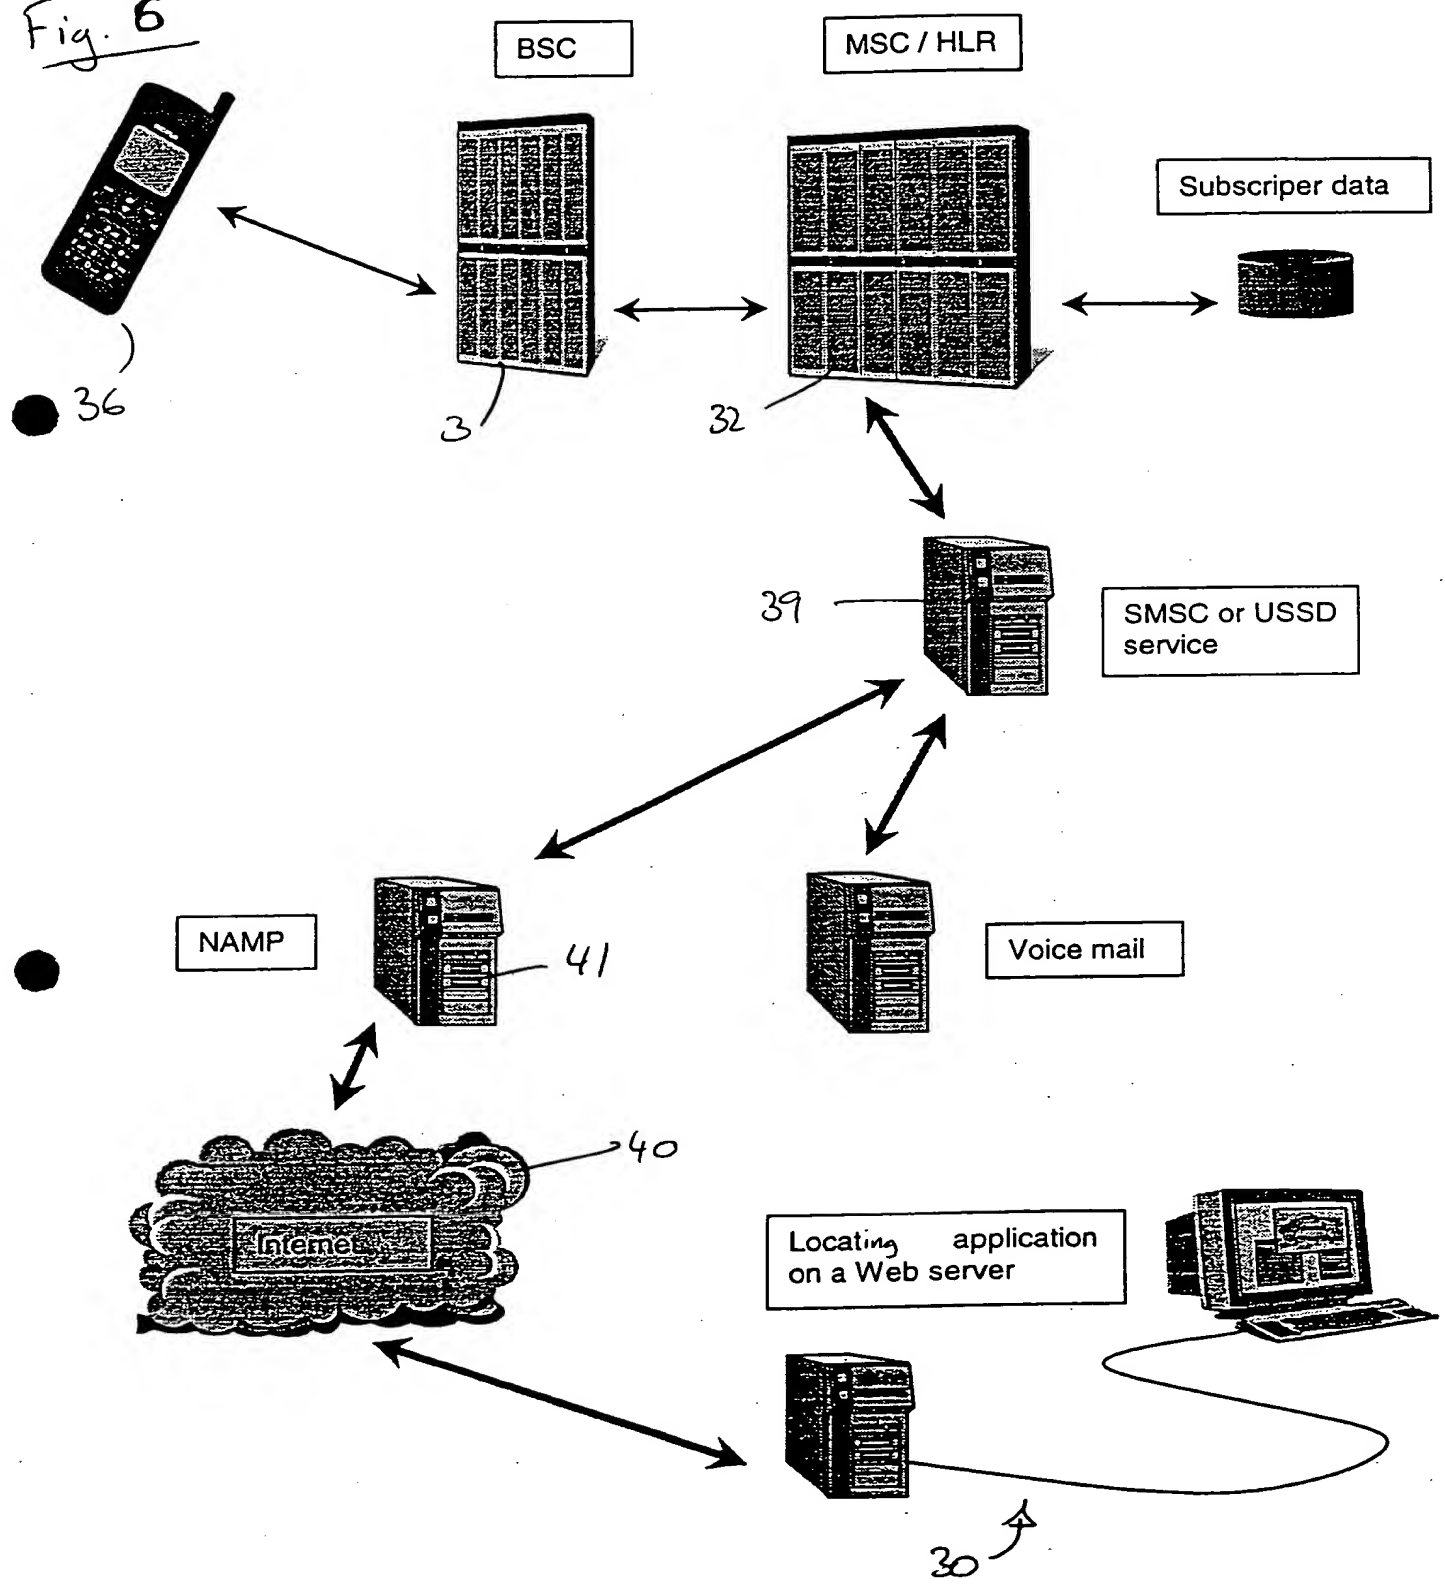 Fig. 6
BSC
MSC / HLR
Subscriper data
36
3
32
39
SMSC or USSD
service
NAMP
41
Voice mail
40
Internet
Locating application
on a Web server
30